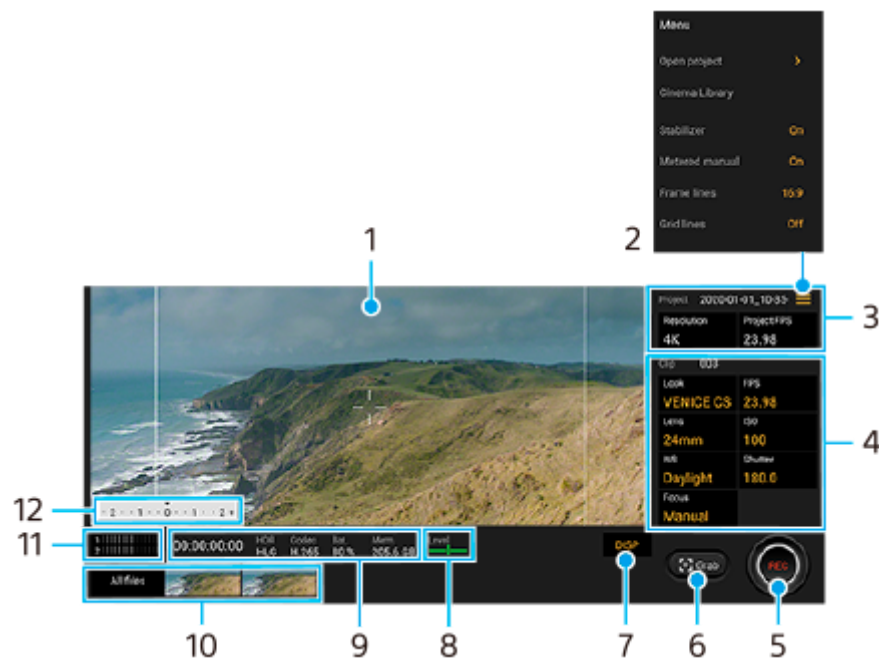 Menu
Open project >
Cinema Library
Stabilizer On
Metered manual On
Frame lines 16:9
Grid lines Off
1
2
Project 2020-01-01_10-33-
Resolution Project FPS
4K 23.98
3
Clip 003
Look FPS
VENICE CS 23.98
Lens ISO
24mm 100
WB Shutter
Daylight 180.0
Focus
Manual
4
12
- 2 · · 1 · · 0 · · 1 · · 2 +
11
00:00:00:00
HDR Codec Bat. Mem.
HLG H.265 80% 205.6 GB
Level
DISP
Grab
REC
All files
10 9 8 7 6 5